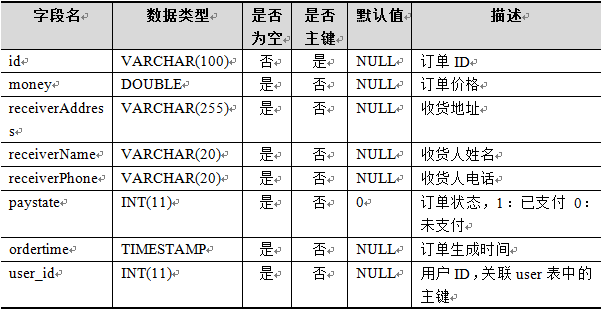 字段名 数据类型 是否为空 是否主键 默认值 描述
id VARCHAR(100) 否 是 NULL 订单 ID
money DOUBLE 是 否 NULL 订单价格
receiverAddres
s VARCHAR(255) 是 否 NULL 收货地址
receiverName VARCHAR(20) 是 否 NULL 收货人姓名
receiverPhone VARCHAR(20) 是 否 NULL 收货人电话
paystate INT(11) 是 否 0 订单状态，1：已支付 0：
未支付
ordertime TIMESTAMP 是 否 NULL 订单生成时间
user_id INT(11) 是 否 NULL 用户 ID，关联 user 表中的
主键